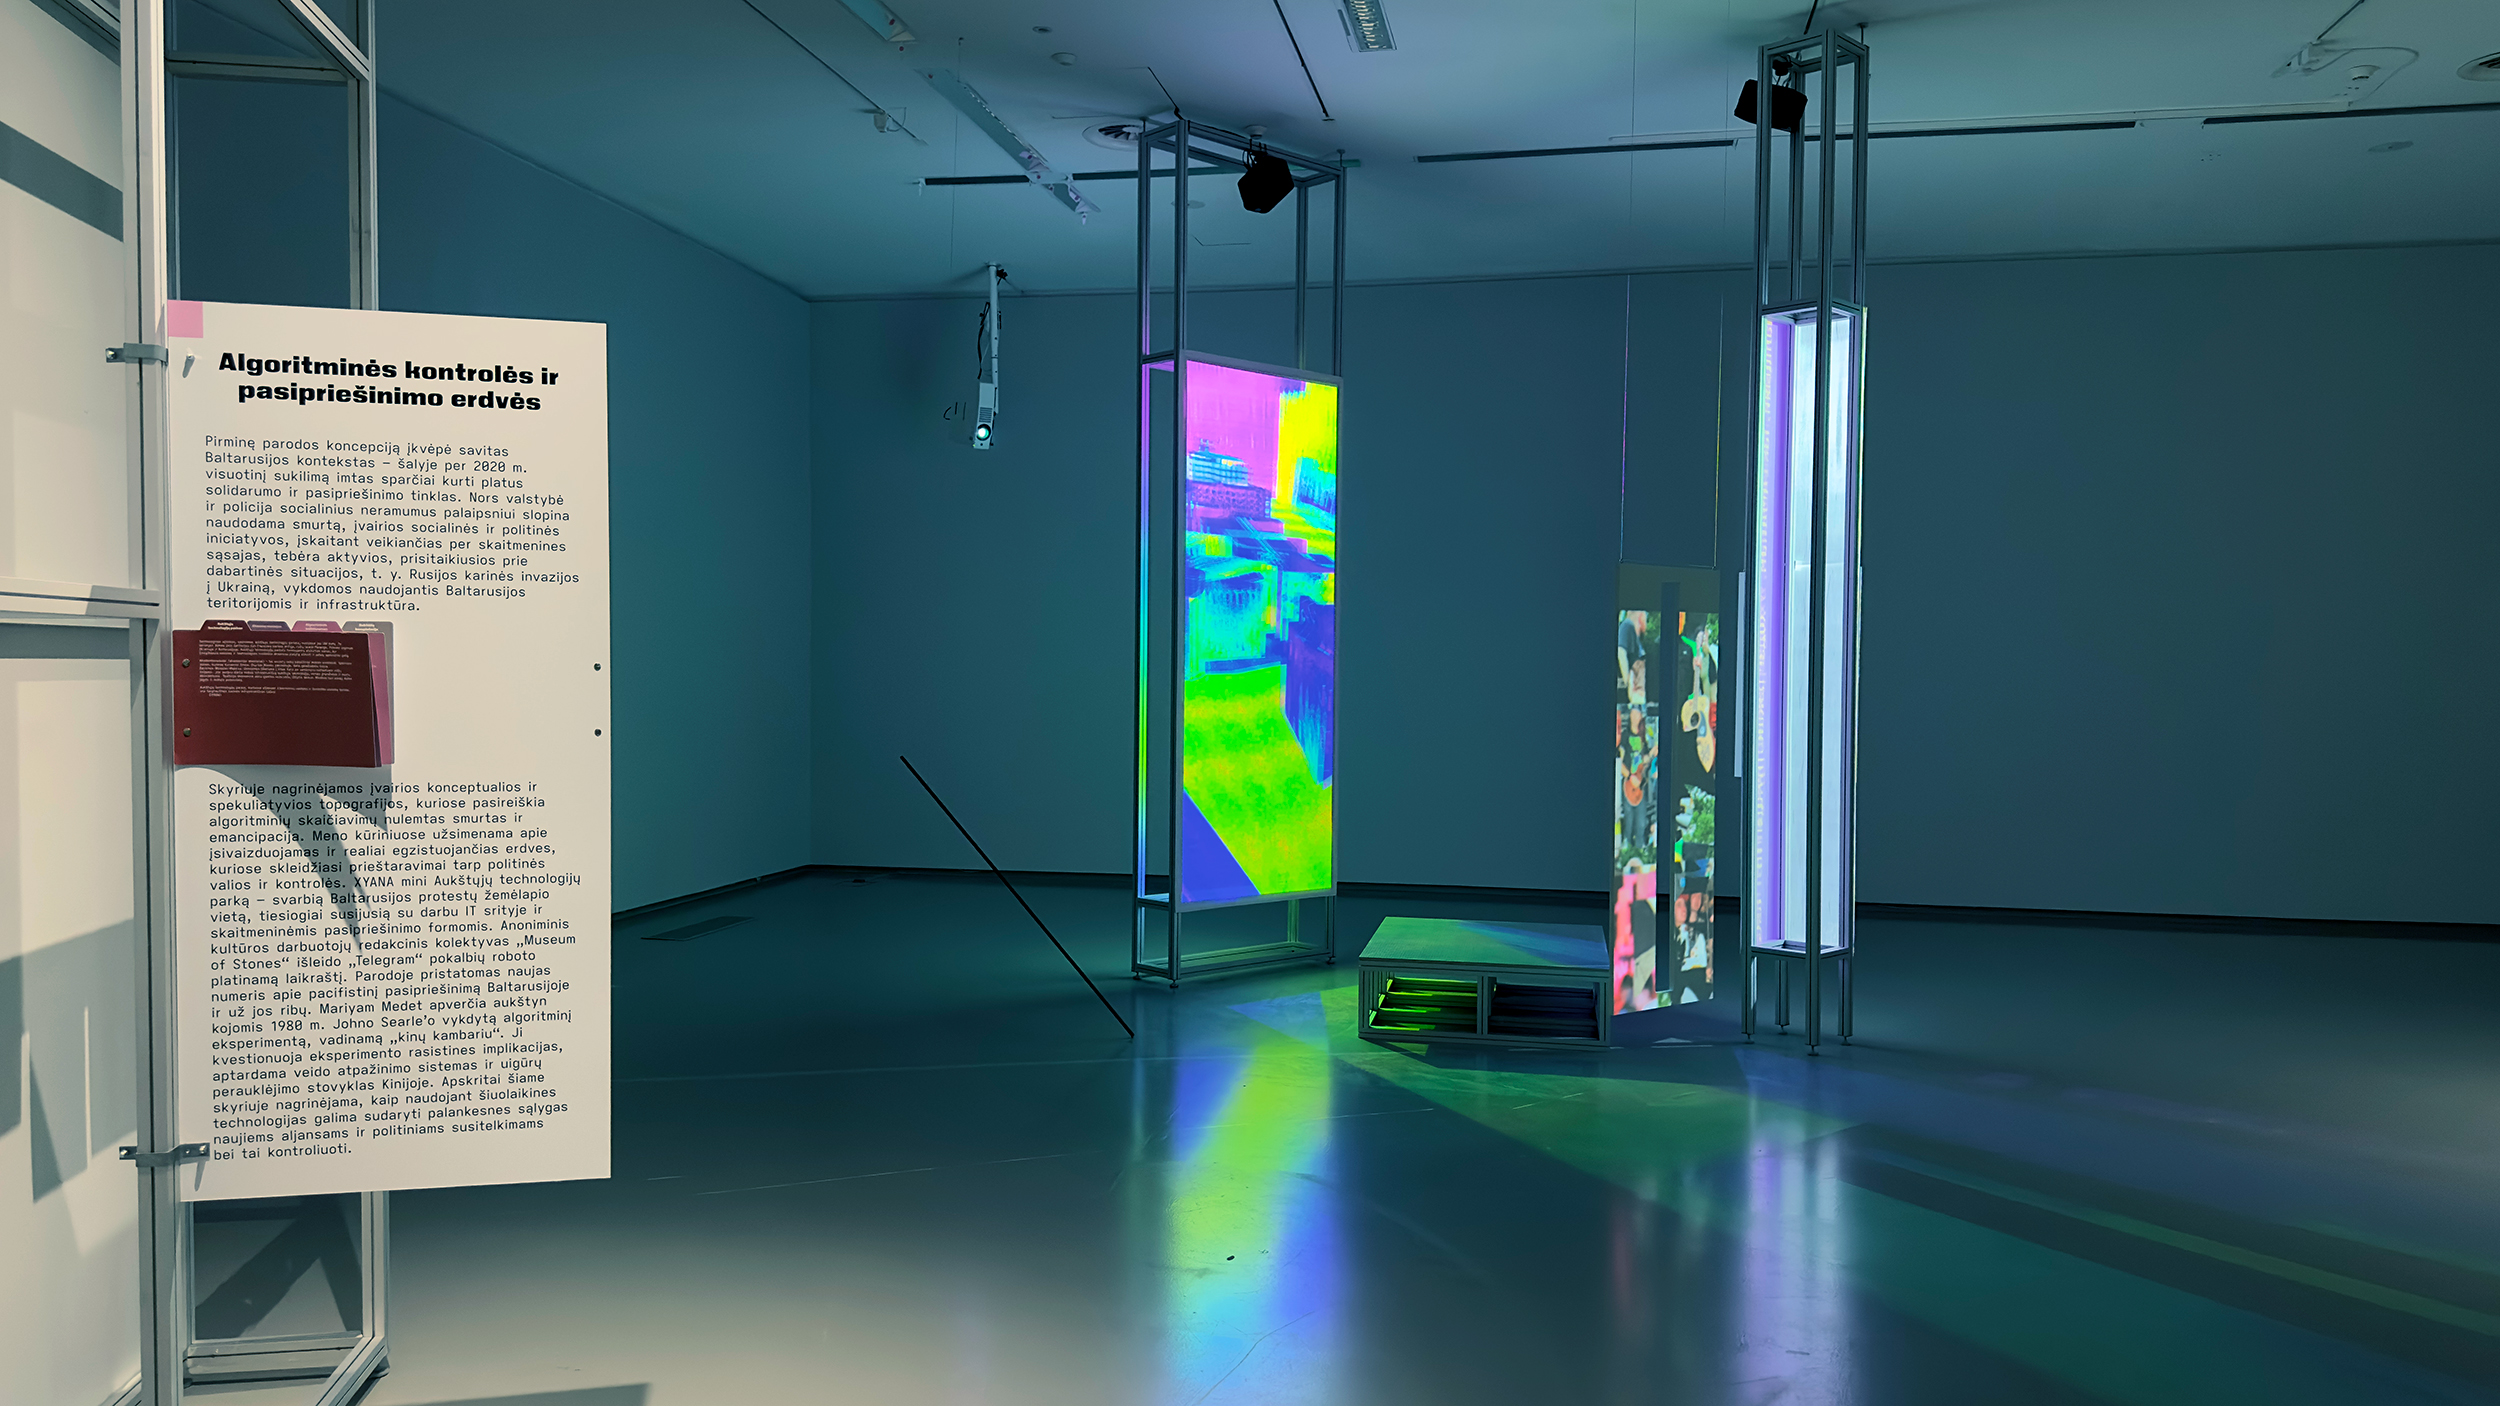 Algoritminės kontrolės ir
pasipriešinimo erdvės
Pirminę parodos koncepciją įkvėpė savitas
Baltarusijos kontekstas – šalyje per 2020 m.
visuotinį sukilimą imtas sparčiai kurti platus
solidarumo ir pasipriešinimo tinklas. Nors valstybė
ir policija socialinius neramumus palaipsniui slopina
naudodama smurtą, įvairios socialinės ir politinės
iniciatyvos, įskaitant veikiančias per skaitmenines
sąsajas, tebėra aktyvios, prisitaikiusios prie
dabartinės situacijos, t. y. Rusijos karinės invazijos
į Ukrainą, vykdomos naudojantis Baltarusijos
teritorijomis ir infrastruktūra.
Skyriuje nagrinėjamos įvairios konceptualios ir
spekuliatyvios topografijos, kuriose pasireiškia
algoritminių skaičiavimų nulemtas smurtas ir
emancipacija. Meno kūriniuose užsimenama apie
įsivaizduojamas ir realiai egzistuojančias erdves,
kuriose skleidžiasi prieštaravimai tarp politinės
valios ir kontrolės. XYANA mini Aukštųjų technologijų
parką – svarbią Baltarusijos protestų žemėlapio
vietą, tiesiogiai susijusią su darbu IT srityje ir
skaitmeninėmis pasipriešinimo formomis. Anoniminis
kultūros darbuotojų redakcinis kolektyvas „Museum
of Stones“ išleido „Telegram“ pokalbių roboto
platinamą laikraštį. Parodoje pristatomas naujas
numeris apie pacifistinį pasipriešinimą Baltarusijoje
ir už jos ribų. Mariyam Medet apverčia aukštyn
kojomis 1980 m. Johno Searle’o vykdytą algoritminį
eksperimentą, vadinamą „kinų kambariu“. Ji
kvestionuoja eksperimento rasistines implikacijas,
aptardama veido atpažinimo sistemas ir uigūrų
perauklėjimo stovyklas Kinijoje. Apskritai šiame
skyriuje nagrinėjama, kaip naudojant šiuolaikines
technologijas galima sudaryti palankesnes sąlygas
naujiems aljansams ir politiniams susitelkimams
bei tai kontroliuoti.